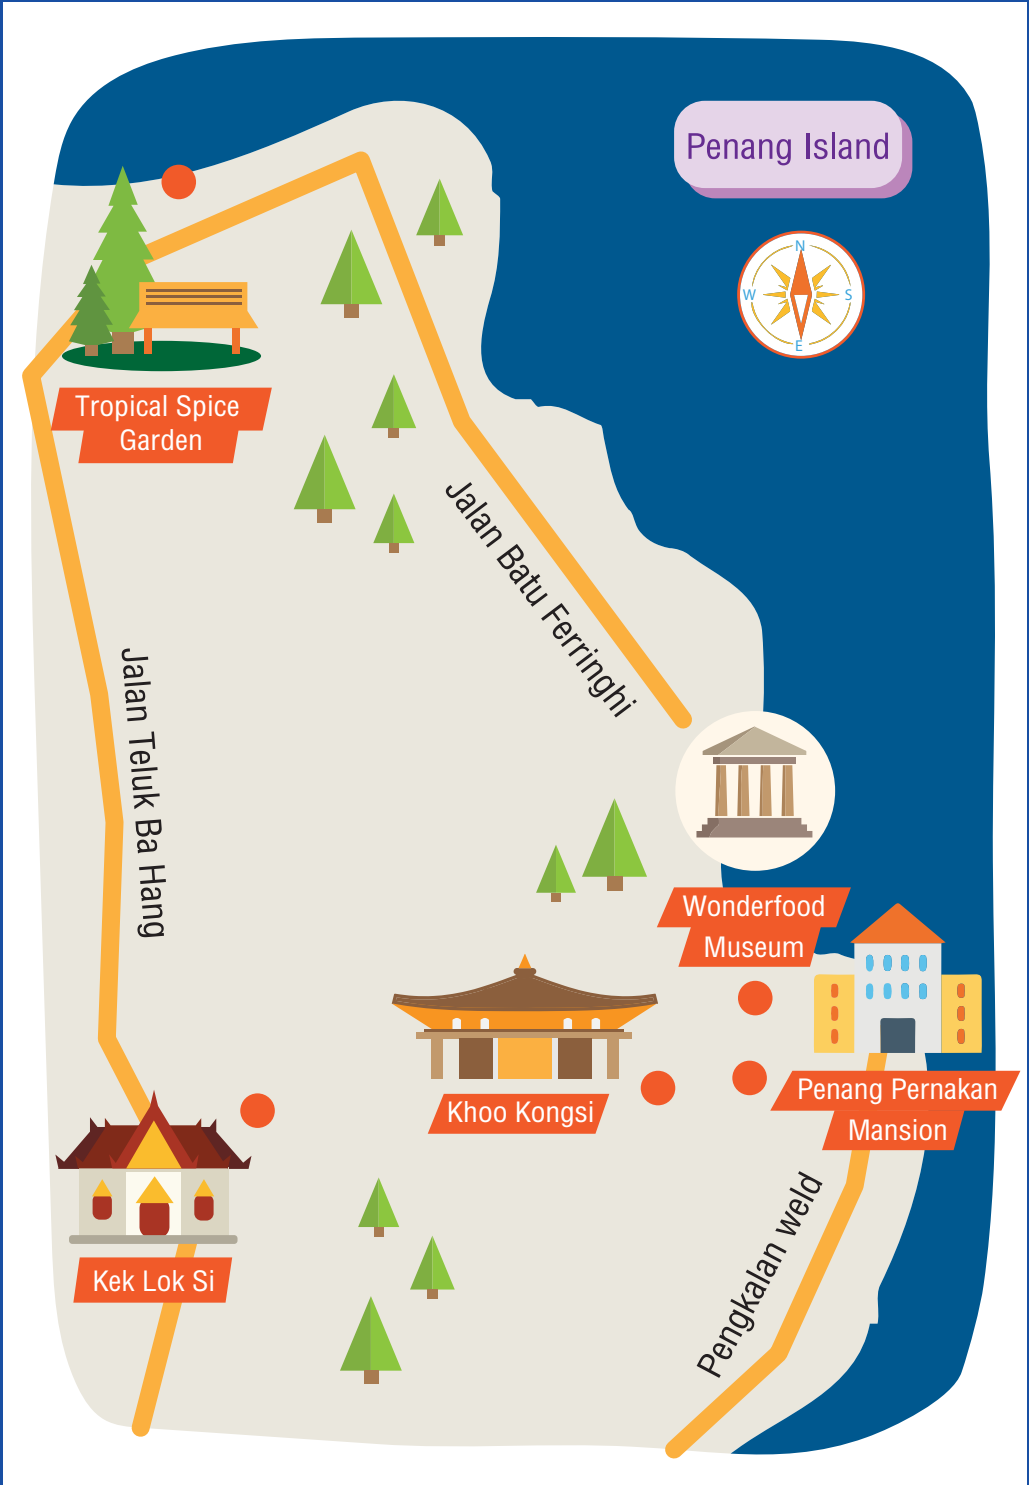 Penang Island
N
W
S
E
Tropical Spice
Garden
Jalan Batu Ferringhi
Jalan Teluk Ba Hang
Wonderfood
Museum
Khoo Kongsi
Penang Pernakan
Mansion
Pengkalan weld
Kek Lok Si